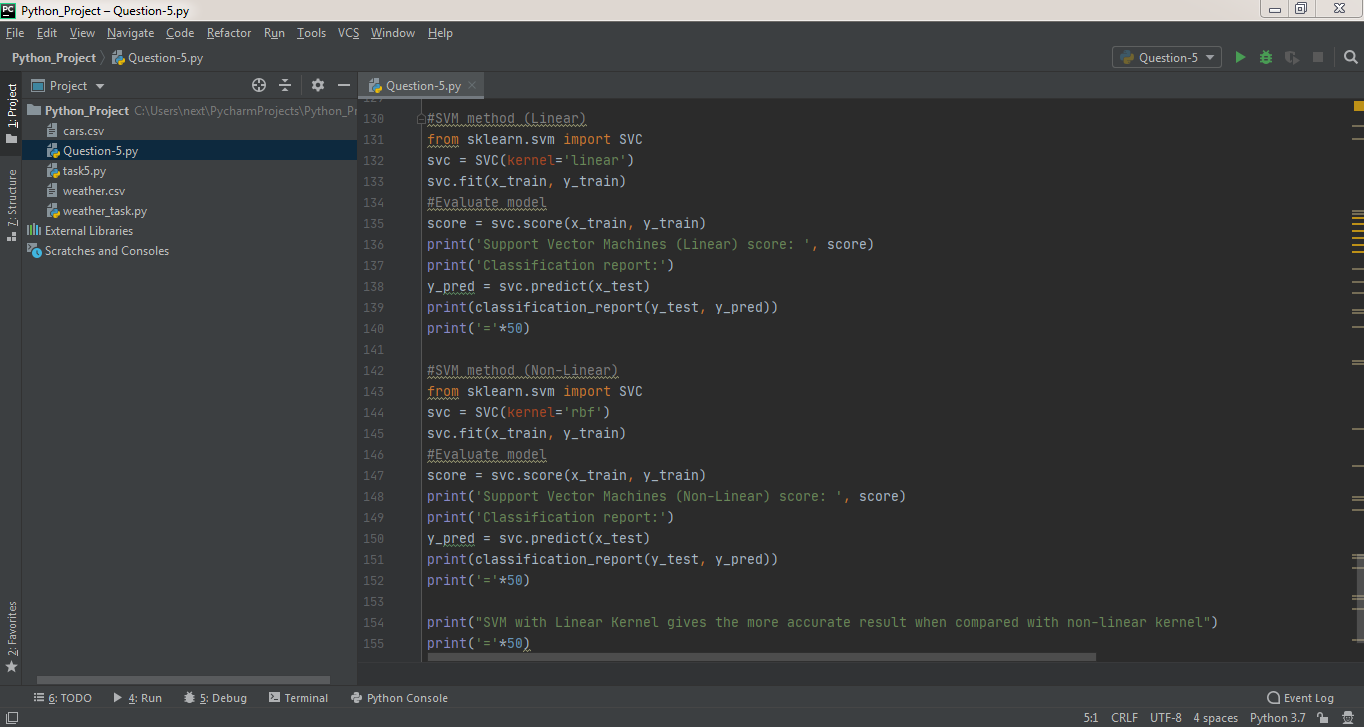 PC Python_Project – Question-5.py
File Edit View Navigate Code Refactor Run Tools VCS Window Help
Python_Project Question-5.py Question-5
1: Project
7: Structure
2: Favorites
Project
Python_Project C:\Users\next\PycharmProjects\Python_Pr
cars.csv
Question-5.py
task5.py
weather.csv
weather_task.py
External Libraries
Scratches and Consoles
Question-5.py
129
130 #SVM method (Linear)
131 from sklearn.svm import SVC
132 svc = SVC(kernel='linear')
133 svc.fit(x_train, y_train)
134 #Evaluate model
135 score = svc.score(x_train, y_train)
136 print('Support Vector Machines (Linear) score: ', score)
137 print('Classification report:')
138 y_pred = svc.predict(x_test)
139 print(classification_report(y_test, y_pred))
140 print('='*50)
141
142 #SVM method (Non-Linear)
143 from sklearn.svm import SVC
144 svc = SVC(kernel='rbf')
145 svc.fit(x_train, y_train)
146 #Evaluate model
147 score = svc.score(x_train, y_train)
148 print('Support Vector Machines (Non-Linear) score: ', score)
149 print('Classification report:')
150 y_pred = svc.predict(x_test)
151 print(classification_report(y_test, y_pred))
152 print('='*50)
153
154 print("SVM with Linear Kernel gives the more accurate result when compared with non-linear kernel")
155 print('='*50)
6: TODO 4: Run 5: Debug Terminal Python Console Event Log
5:1 CRLF UTF-8 4 spaces Python 3.7